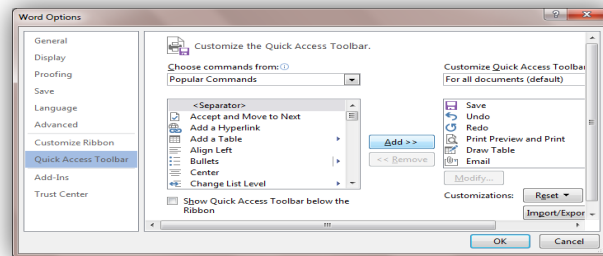 Word Options
General
Display
Proofing
Save
Language
Advanced
Customize Ribbon
Quick Access Toolbar
Add-Ins
Trust Center
Customize the Quick Access Toolbar.
Choose commands from:
Popular Commands
<Separator>
Accept and Move to Next
Add a Hyperlink
Add a Table
Align Left
Bullets
Center
Change List Level
Show Quick Access Toolbar below the
Ribbon
Add >>
<< Remove
Customize Quick Access Toolbar
For all documents (default)
Save
Undo
Redo
Print Preview and Print
Draw Table
Email
Modify...
Customizations:
Reset
Import/Expor
OK
Cancel